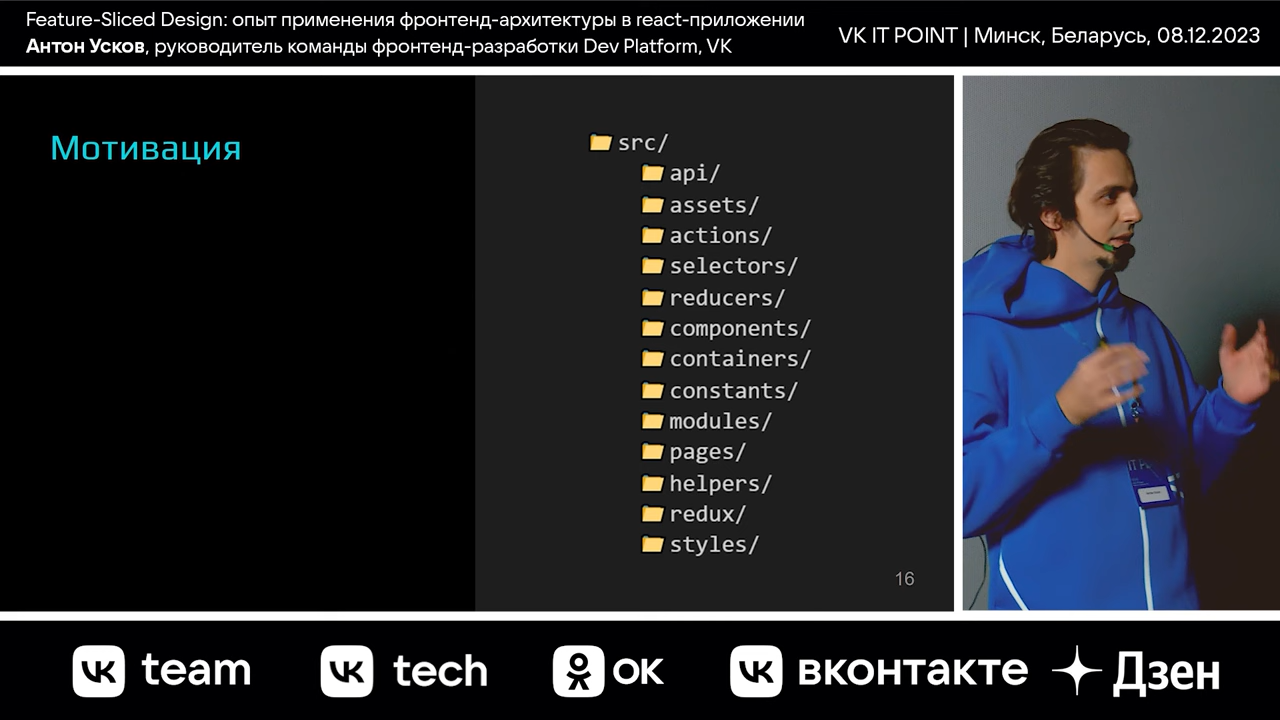 Feature-Sliced Design: опыт применения фронтенд-архитектуры в react-приложении
Антон Усков, руководитель команды фронтенд-разработки Dev Platform, VK
VK IT POINT | Минск, Беларусь, 08.12.2023
Мотивация
src/
api/
assets/
actions/
selectors/
reducers/
components/
containers/
constants/
modules/
pages/
helpers/
redux/
styles/
16
team
tech
ок
вконтакте
Дзен